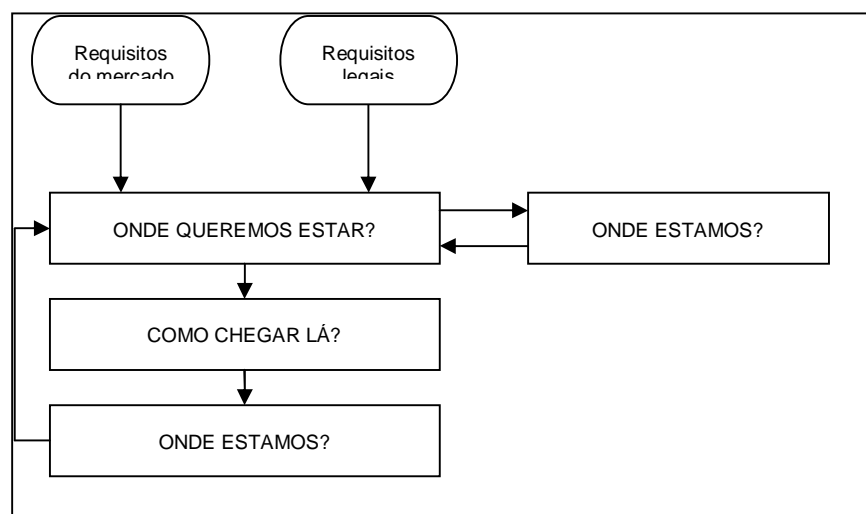 Requisitos
do mercado
Requisitos
legais
ONDE QUEREMOS ESTAR?
ONDE ESTAMOS?
COMO CHEGAR LÁ?
ONDE ESTAMOS?